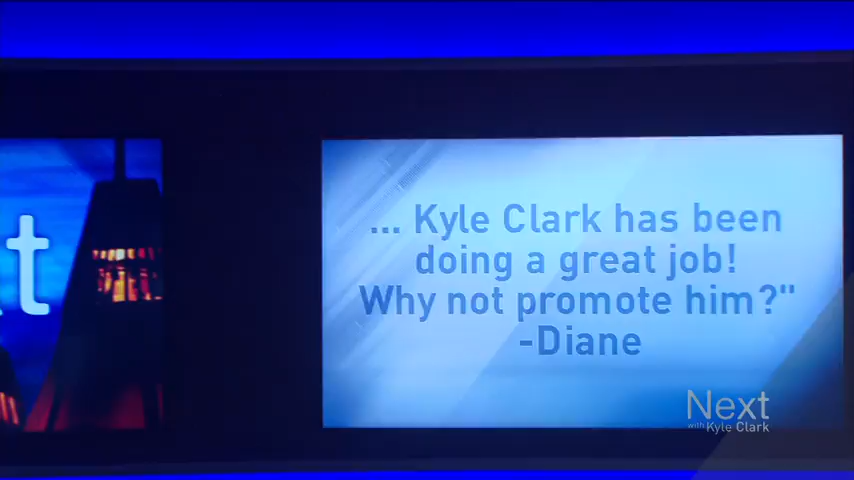 t
... Kyle Clark has been
doing a great job!
Why not promote him?"
-Diane
Next
with Kyle Clark